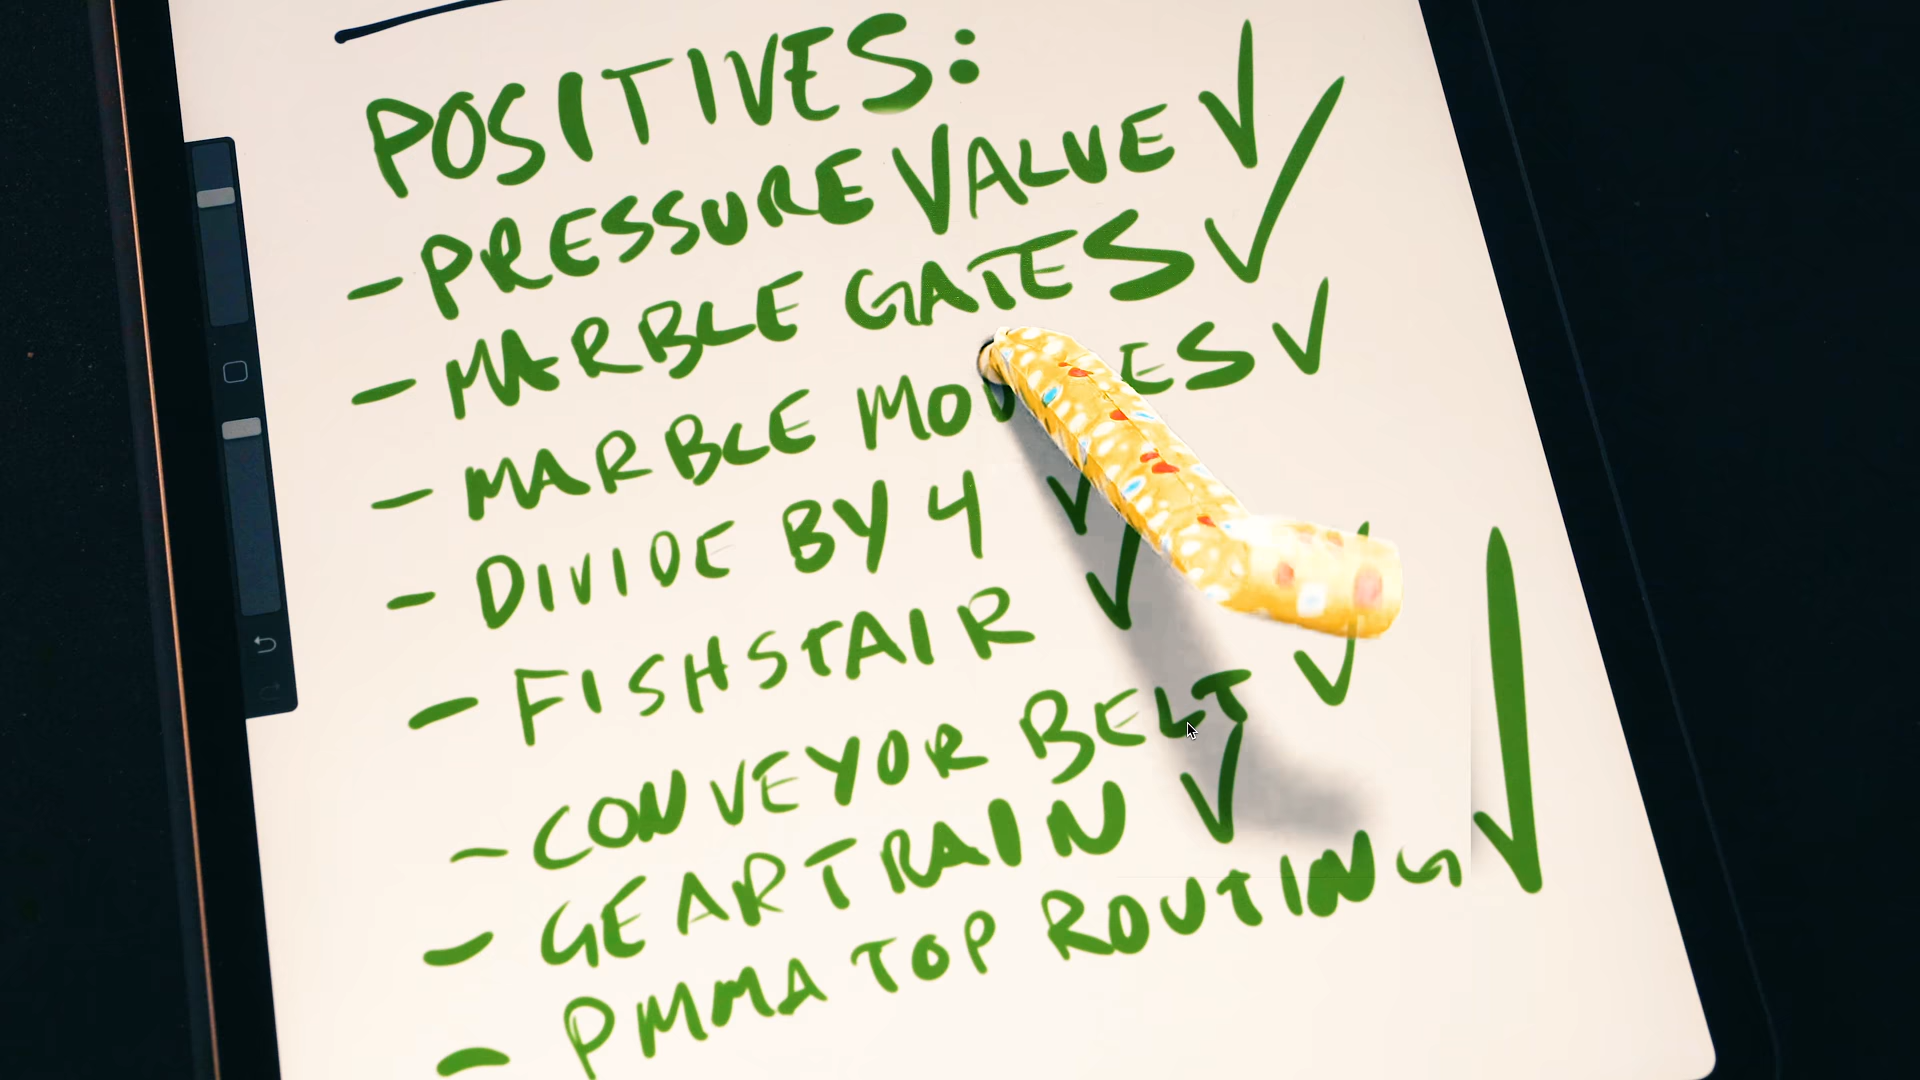 POSITIVES:
- PRESSURE VALVE ✓
- MARBLE GATES ✓
- MARBLE ✓
- DIVIDE BY 4 ✓
- FISHSTAIR ✓
- CONVEYOR BELT ✓
- GEARTRAIN ✓
- PMMA TOP ROUTING ✓